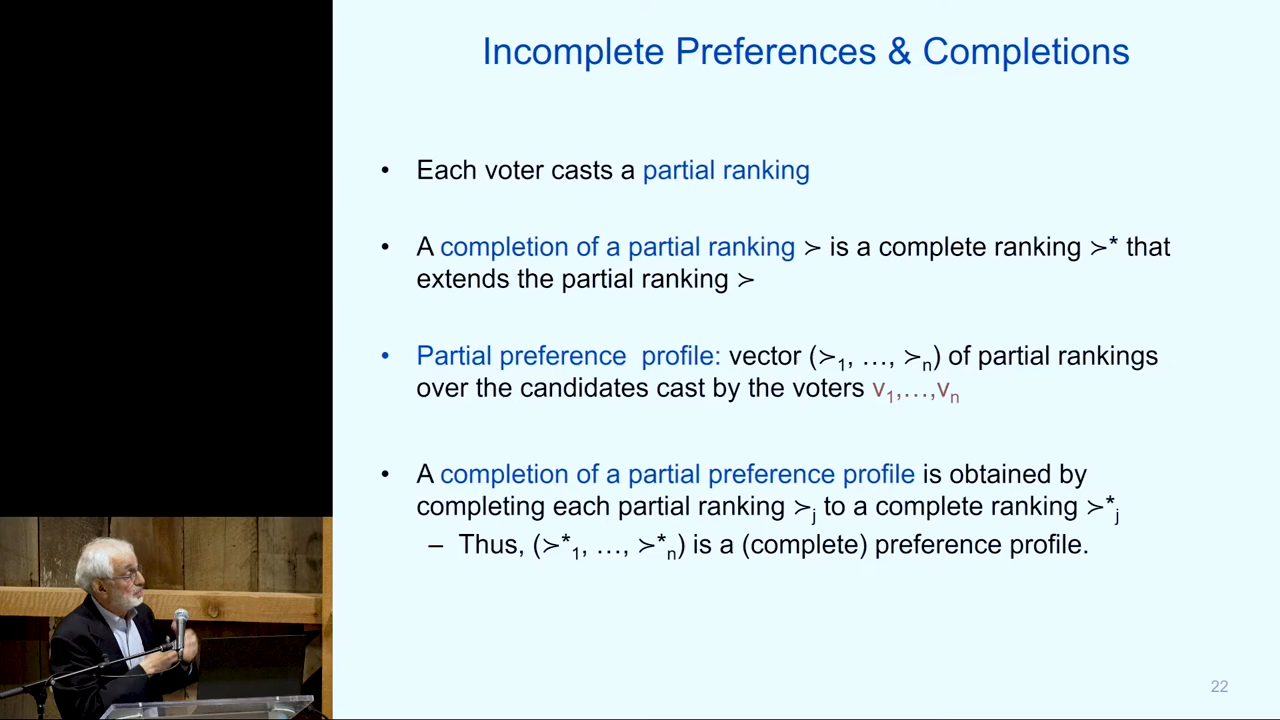 Incomplete Preferences & Completions
• Each voter casts a partial ranking
• A completion of a partial ranking ≻ is a complete ranking ≻* that
extends the partial ranking ≻
• Partial preference profile: vector (≻₁, …, ≻ₙ) of partial rankings
over the candidates cast by the voters v₁,…,vₙ
• A completion of a partial preference profile is obtained by
completing each partial ranking ≻ⱼ to a complete ranking ≻*ⱼ
– Thus, (≻*₁, …, ≻*ₙ) is a (complete) preference profile.
22